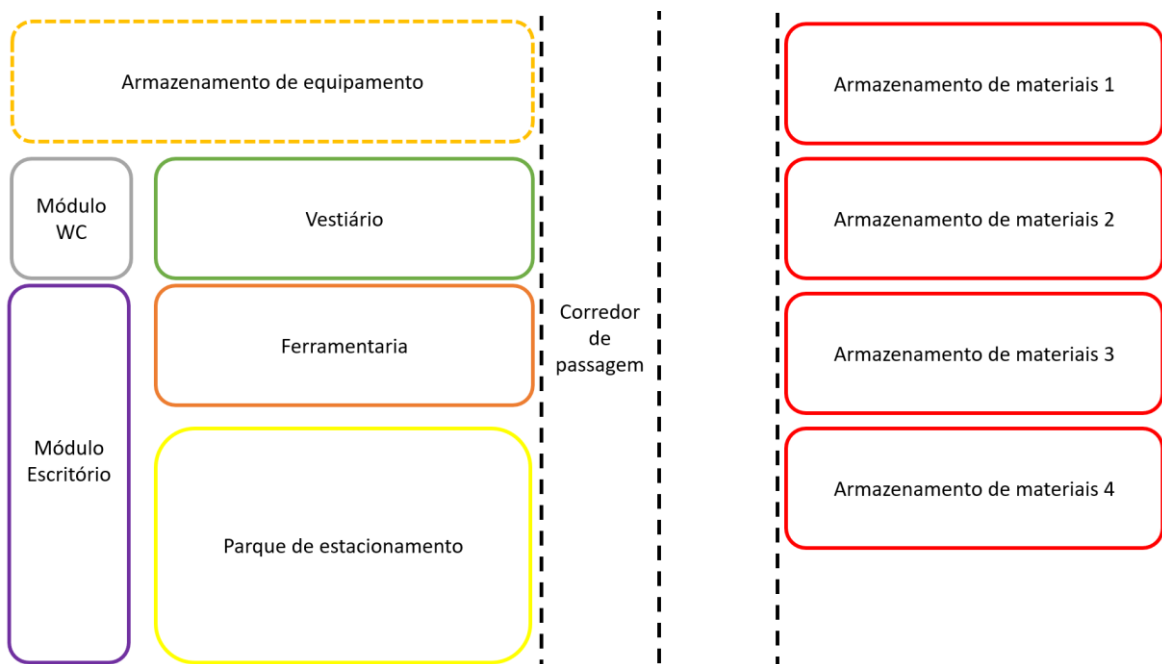 Armazenamento de equipamento
Armazenamento de materiais 1
Módulo
WC
Vestiário
Armazenamento de materiais 2
Ferramentaria
Corredor
de
passagem
Armazenamento de materiais 3
Módulo
Escritório
Armazenamento de materiais 4
Parque de estacionamento